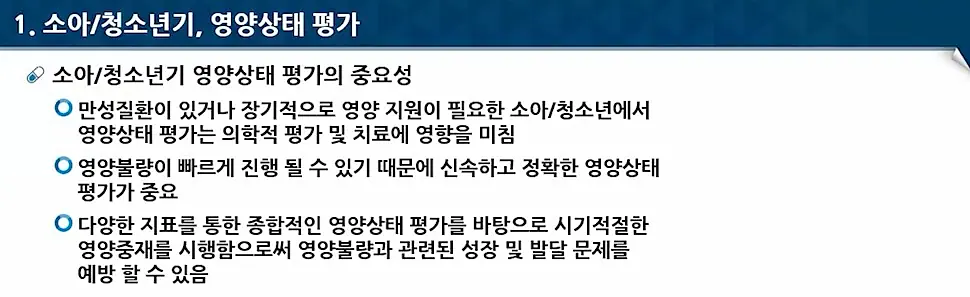 1. 소아/청소년기, 영양상태 평가
소아/청소년기 영양상태 평가의 중요성
만성질환이 있거나 장기적으로 영양 지원이 필요한 소아/청소년에서
영양상태 평가는 의학적 평가 및 치료에 영향을 미침
영양불량이 빠르게 진행 될 수 있기 때문에 신속하고 정확한 영양상태
평가가 중요
다양한 지표를 통한 종합적인 영양상태 평가를 바탕으로 시기적절한
영양중재를 시행함으로써 영양불량과 관련된 성장 및 발달 문제를
예방 할 수 있음